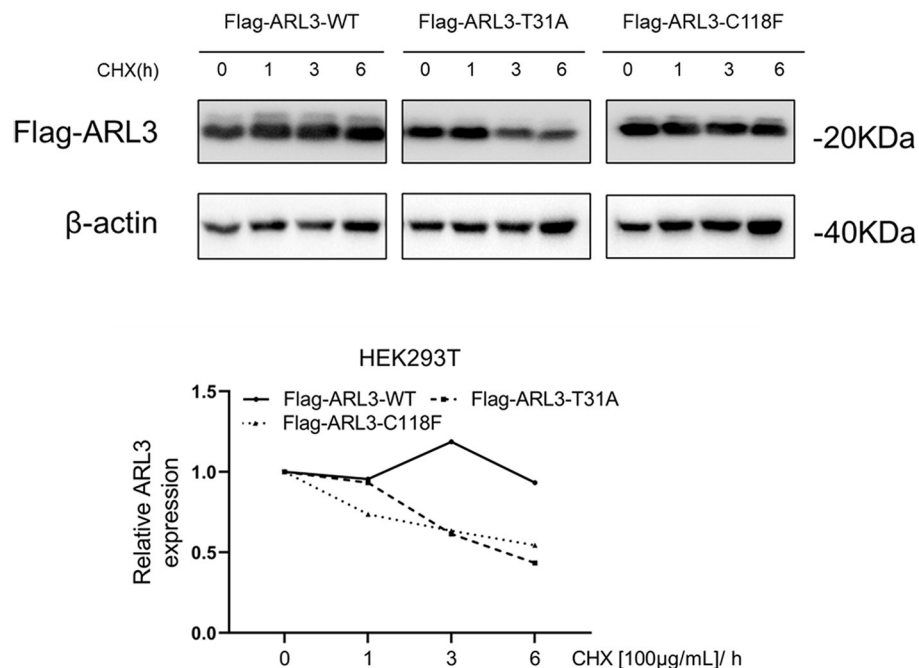 Flag-ARL3-WT Flag-ARL3-T31A Flag-ARL3-C118F
CHX(h) 0 1 3 6 0 1 3 6 0 1 3 6
Flag-ARL3 -20KDa
β-actin -40KDa
HEK293T
1.5
Flag-ARL3-WT Flag-ARL3-T31A
Flag-ARL3-C118F
1.0
Relative ARL3
expression
0.5
0.0
0 1 3 6 CHX [100μg/mL]/ h